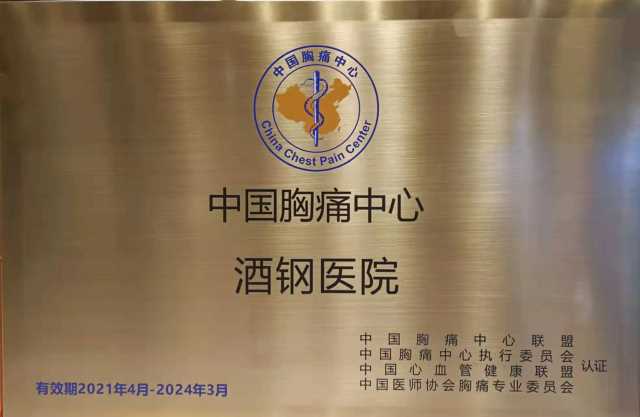 中国胸痛中心
China Chest Pain Center
中国胸痛中心
酒钢医院
中国胸痛中心联盟
中国胸痛中心执行委员会
中国心血管健康联盟
中国医师协会胸痛专业委员会
认证
有效期2021年4月-2024年3月